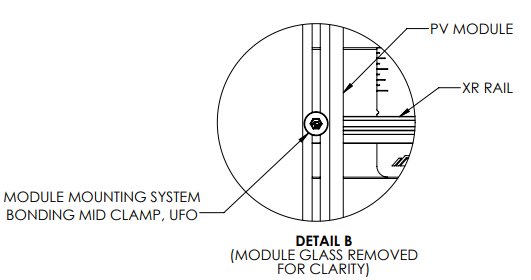 PV MODULE
XR RAIL
MODULE MOUNTING SYSTEM
BONDING MID CLAMP, UFO
DETAIL B
(MODULE GLASS REMOVED
FOR CLARITY)